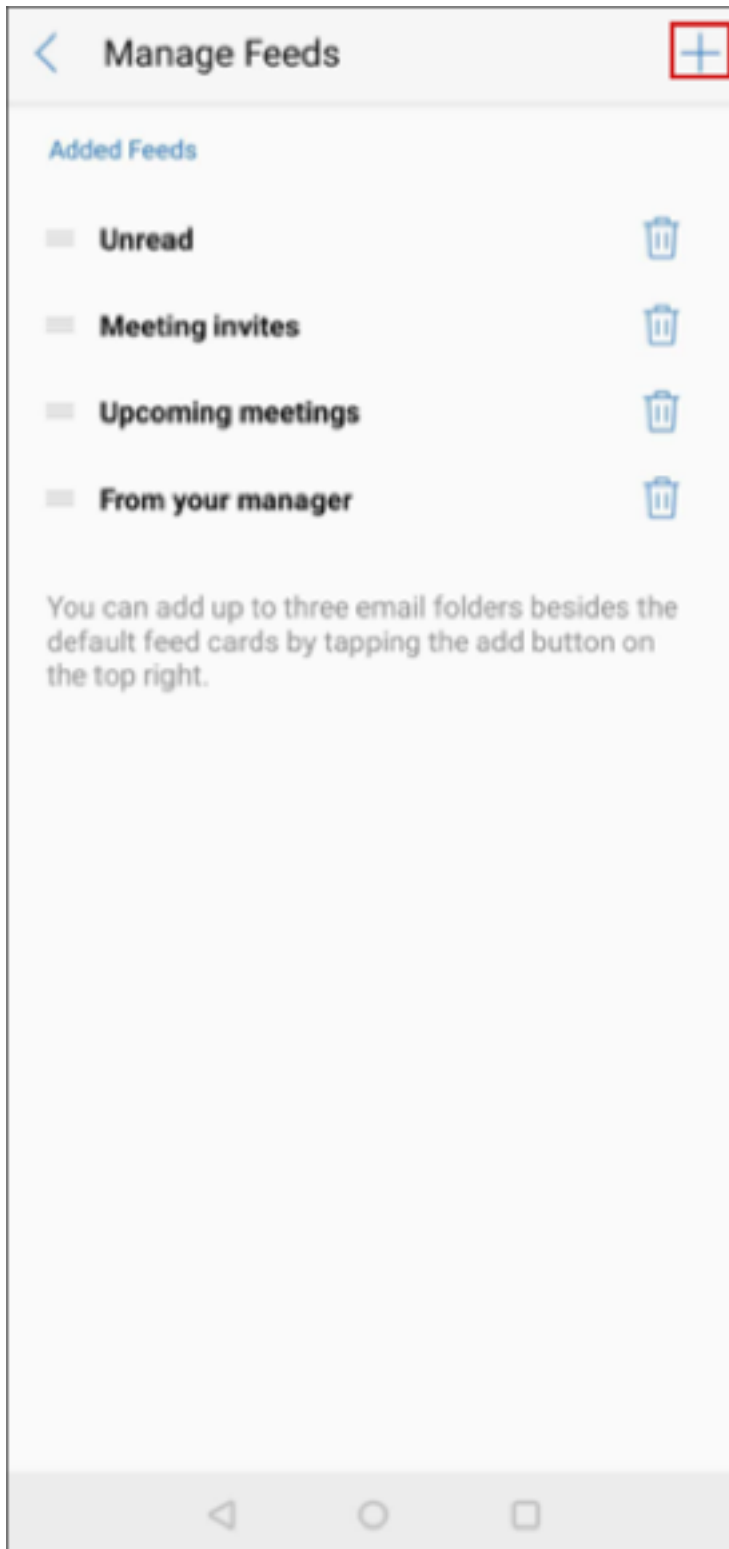 Manage Feeds
Added Feeds
Unread
Meeting invites
Upcoming meetings
From your manager
You can add up to three email folders besides the
default feed cards by tapping the add button on
the top right.